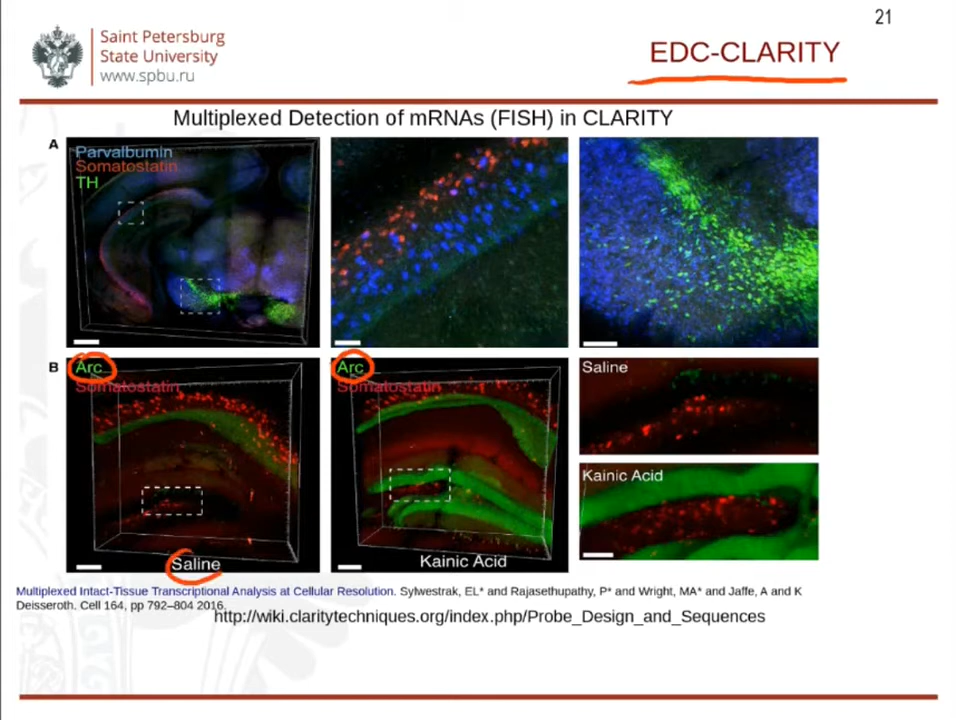 21
Saint Petersburg
State University
www.spbu.ru
EDC-CLARITY
Multiplexed Detection of mRNAs (FISH) in CLARITY
A
Parvalbumin
Somatostatin
TH
B
Arc
Somatostatin
Saline
Arc
Somatostatin
Kainic Acid
Saline
Kainic Acid
Multiplexed Intact-Tissue Transcriptional Analysis at Cellular Resolution. Sylwestrak, EL* and Rajasethupathy, P* and Wright, MA* and Jaffe, A and K
Deisseroth. Cell 164, pp 792–804 2016.
http://wiki.claritytechniques.org/index.php/Probe_Design_and_Sequences